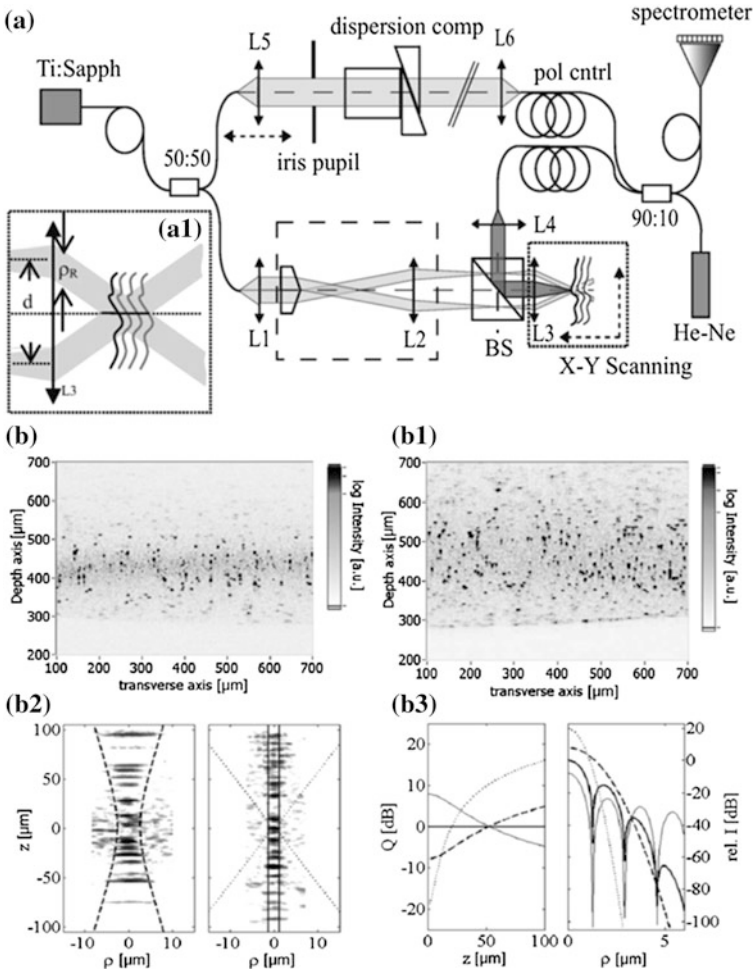 (a)
Ti:Sapph
L5
dispersion comp
L6
spectrometer
pol cntrl
50:50
iris pupil
90:10
(a1)
ρR
d
L3
L1
L2
L4
BS
L3
X-Y Scanning
He-Ne
(b)
700
600
500
400
300
200
Depth axis [µm]
100 200 300 400 500 600 700
transverse axis [µm]
log Intensity [a.u.]
(b1)
700
600
500
400
300
200
Depth axis [µm]
100 200 300 400 500 600 700
transverse axis [µm]
log Intensity [a.u.]
(b2)
100
50
0
-50
-100
z [µm]
-10 0 10
ρ [µm]
-10 0 10
ρ [µm]
(b3)
20
10
0
-10
-20
Q [dB]
0 50 100
z [µm]
20
0
-20
-40
-60
-80
-100
rel. I [dB]
0 5
ρ [µm]